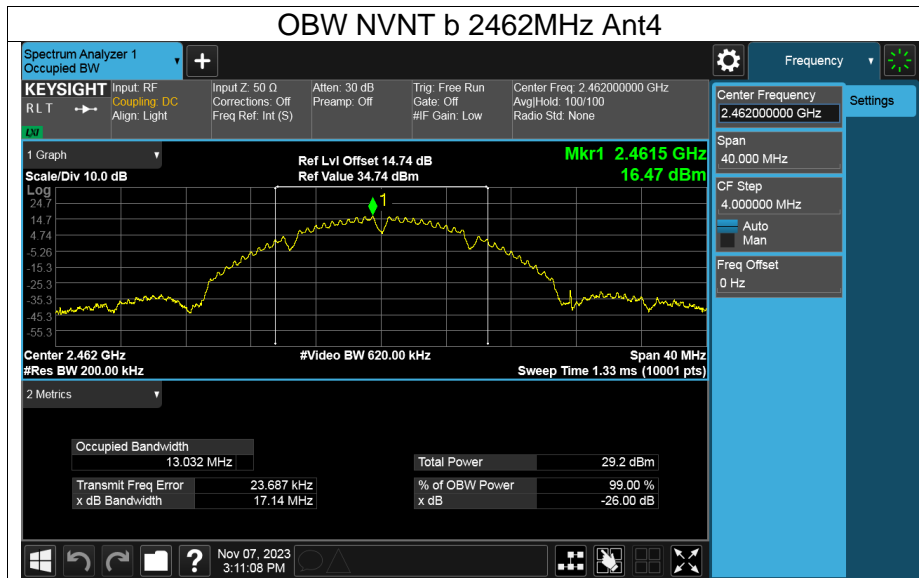 OBW NVNT b 2462MHz Ant4
Spectrum Analyzer 1
Occupied BW
+
Frequency
KEYSIGHT
R L T
LXI
Input: RF
Coupling: DC
Align: Light
Input Z: 50 Ω
Corrections: Off
Freq Ref: Int (S)
Atten: 30 dB
Preamp: Off
Trig: Free Run
Gate: Off
#IF Gain: Low
Center Freq: 2.462000000 GHz
Avg|Hold: 100/100
Radio Std: None
Center Frequency
2.462000000 GHz
Settings
Span
40.000 MHz
CF Step
4.000000 MHz
Auto
Man
Freq Offset
0 Hz
1 Graph
Ref Lvl Offset 14.74 dB
Mkr1 2.4615 GHz
Scale/Div 10.0 dB
Ref Value 34.74 dBm
16.47 dBm
Log
24.7
14.7
4.74
-5.26
-15.3
-25.3
-35.3
-45.3
-55.3
1
Center 2.462 GHz
#Video BW 620.00 kHz
Span 40 MHz
#Res BW 200.00 kHz
Sweep Time 1.33 ms (10001 pts)
2 Metrics
Occupied Bandwidth
13.032 MHz
Total Power 29.2 dBm
Transmit Freq Error 23.687 kHz
% of OBW Power 99.00 %
x dB Bandwidth 17.14 MHz
x dB -26.00 dB
?
Nov 07, 2023
3:11:08 PM